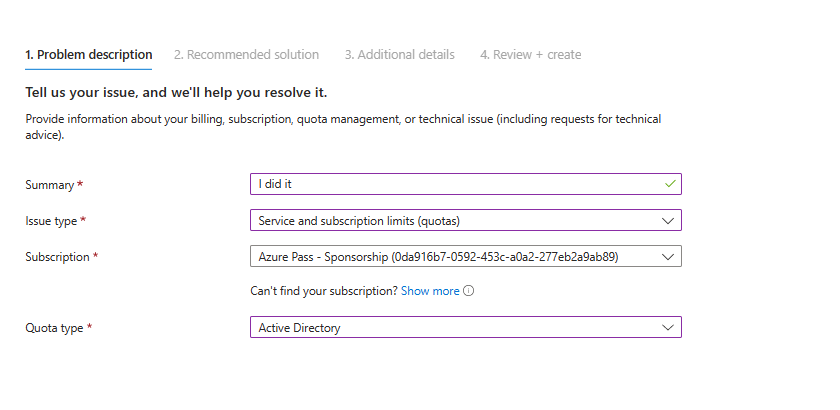 1. Problem description 2. Recommended solution 3. Additional details 4. Review + create
Tell us your issue, and we'll help you resolve it.
Provide information about your billing, subscription, quota management, or technical issue (including requests for technical
advice).
Summary * I did it
Issue type * Service and subscription limits (quotas)
Subscription * Azure Pass - Sponsorship (0da916b7-0592-453c-a0a2-277eb2a9ab89)
Can't find your subscription? Show more
Quota type * Active Directory